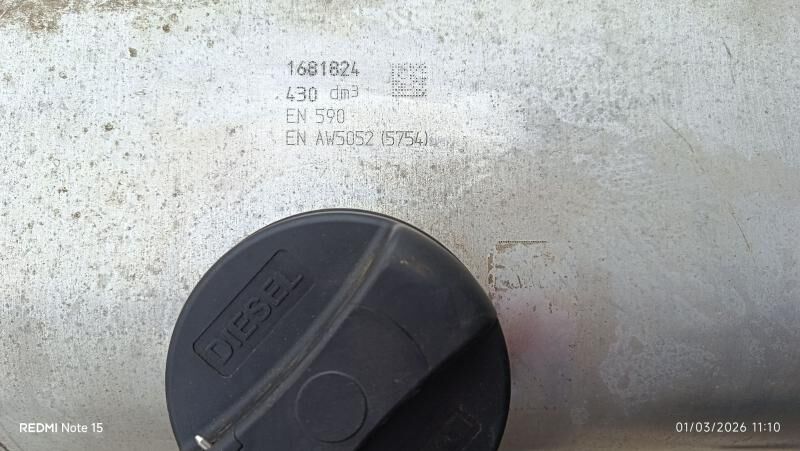 1681824
430 dm3
EN 590
EN AW5052 (5754)
DIESEL
REDMI Note 15
01/03/2026 11:10